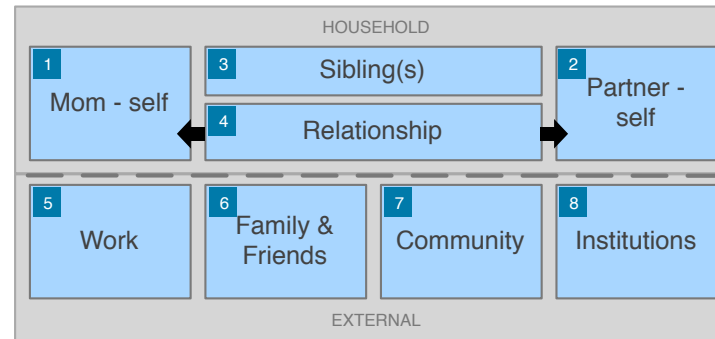 HOUSEHOLD
1
Mom - self
3
Sibling(s)
2
Partner -
self
4
Relationship
5
Work
6
Family &
Friends
7
Community
8
Institutions
EXTERNAL